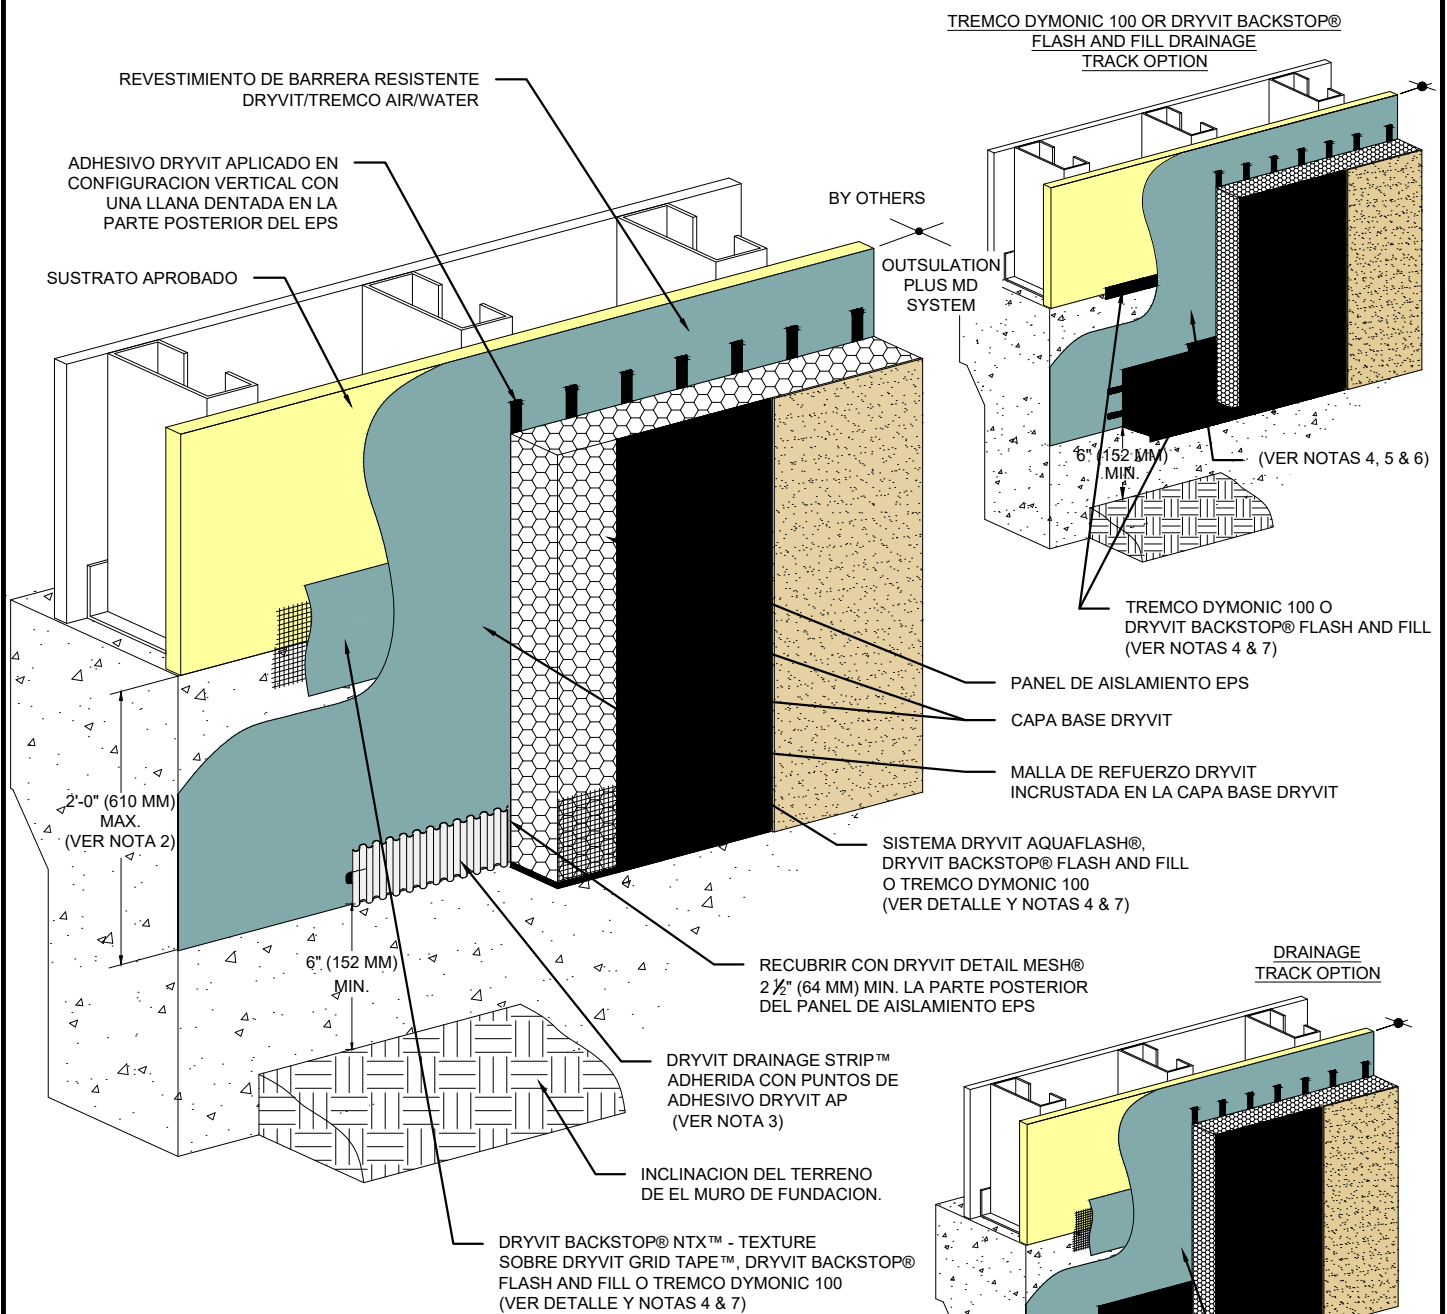 TREMCO DYMONIC 100 OR DRYVIT BACKSTOP®
FLASH AND FILL DRAINAGE
TRACK OPTION
REVESTIMIENTO DE BARRERA RESISTENTE
DRYVIT/TREMCO AIR/WATER
ADHESIVO DRYVIT APLICADO EN
CONFIGURACION VERTICAL CON
UNA LLANA DENTADA EN LA
PARTE POSTERIOR DEL EPS
SUSTRATO APROBADO
BY OTHERS
OUTSULATION
PLUS MD
SYSTEM
6" (152 MM)
MIN.
(VER NOTAS 4, 5 & 6)
TREMCO DYMONIC 100 O
DRYVIT BACKSTOP® FLASH AND FILL
(VER NOTAS 4 & 7)
PANEL DE AISLAMIENTO EPS
CAPA BASE DRYVIT
MALLA DE REFUERZO DRYVIT
INCRUSTADA EN LA CAPA BASE DRYVIT
2'-0" (610 MM)
MAX.
(VER NOTA 2)
SISTEMA DRYVIT AQUAFLASH®,
DRYVIT BACKSTOP® FLASH AND FILL
O TREMCO DYMONIC 100
(VER DETALLE Y NOTAS 4 & 7)
6" (152 MM)
MIN.
RECUBRIR CON DRYVIT DETAIL MESH®
2 ½" (64 MM) MIN. LA PARTE POSTERIOR
DEL PANEL DE AISLAMIENTO EPS
DRAINAGE
TRACK OPTION
DRYVIT DRAINAGE STRIP™
ADHERIDA CON PUNTOS DE
ADHESIVO DRYVIT AP
(VER NOTA 3)
INCLINACION DEL TERRENO
DE EL MURO DE FUNDACION.
DRYVIT BACKSTOP® NTX™ - TEXTURE
SOBRE DRYVIT GRID TAPE™, DRYVIT BACKSTOP®
FLASH AND FILL O TREMCO DYMONIC 100
(VER DETALLE Y NOTAS 4 & 7)